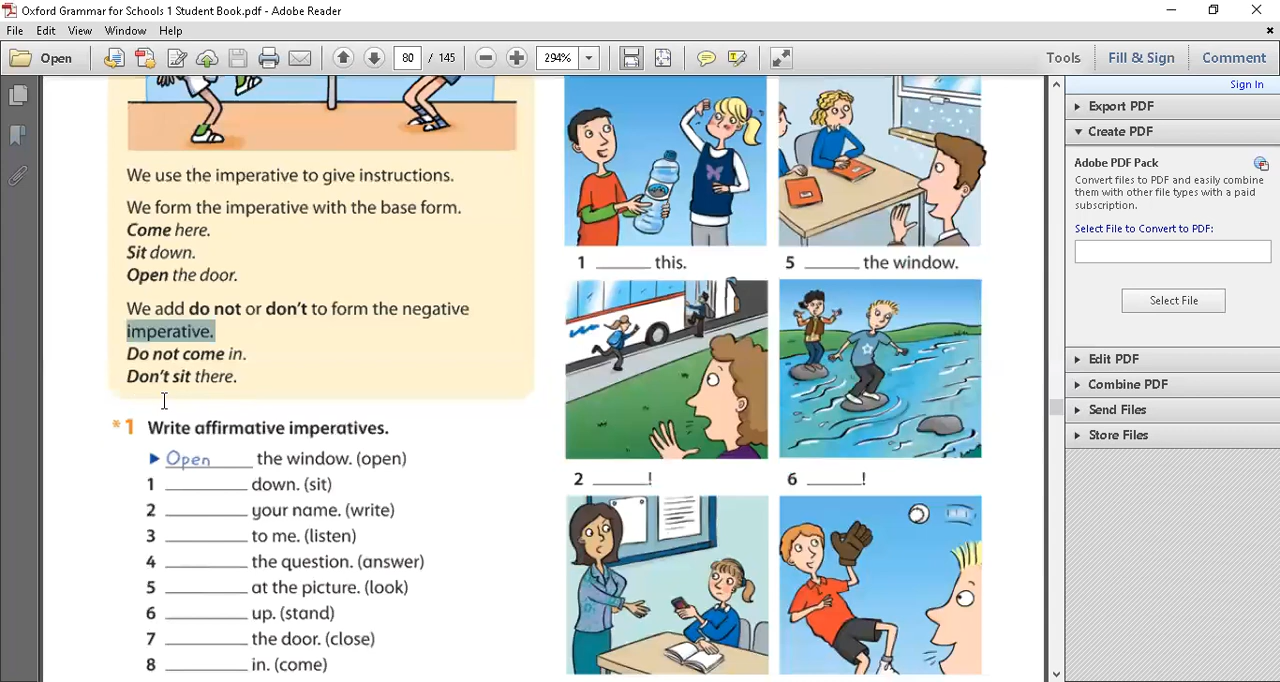 Oxford Grammar for Schools 1 Student Book.pdf - Adobe Reader
File Edit View Window Help
Open 80 / 145 294% Tools Fill & Sign Comment
Sign In
Export PDF
Create PDF
Adobe PDF Pack
Convert files to PDF and easily combine
them with other file types with a paid
subscription.
Select File to Convert to PDF:
Select File
Edit PDF
Combine PDF
Send Files
Store Files
We use the imperative to give instructions.
We form the imperative with the base form.
Come here.
Sit down.
Open the door.
We add do not or don't to form the negative
imperative.
Do not come in.
Don't sit there.
* 1 Write affirmative imperatives.
Open the window. (open)
1 ________ down. (sit)
2 ________ your name. (write)
3 ________ to me. (listen)
4 ________ the question. (answer)
5 ________ at the picture. (look)
6 ________ up. (stand)
7 ________ the door. (close)
8 ________ in. (come)
1 ______ this.
5 ______ the window.
2 ______!
6 ______!